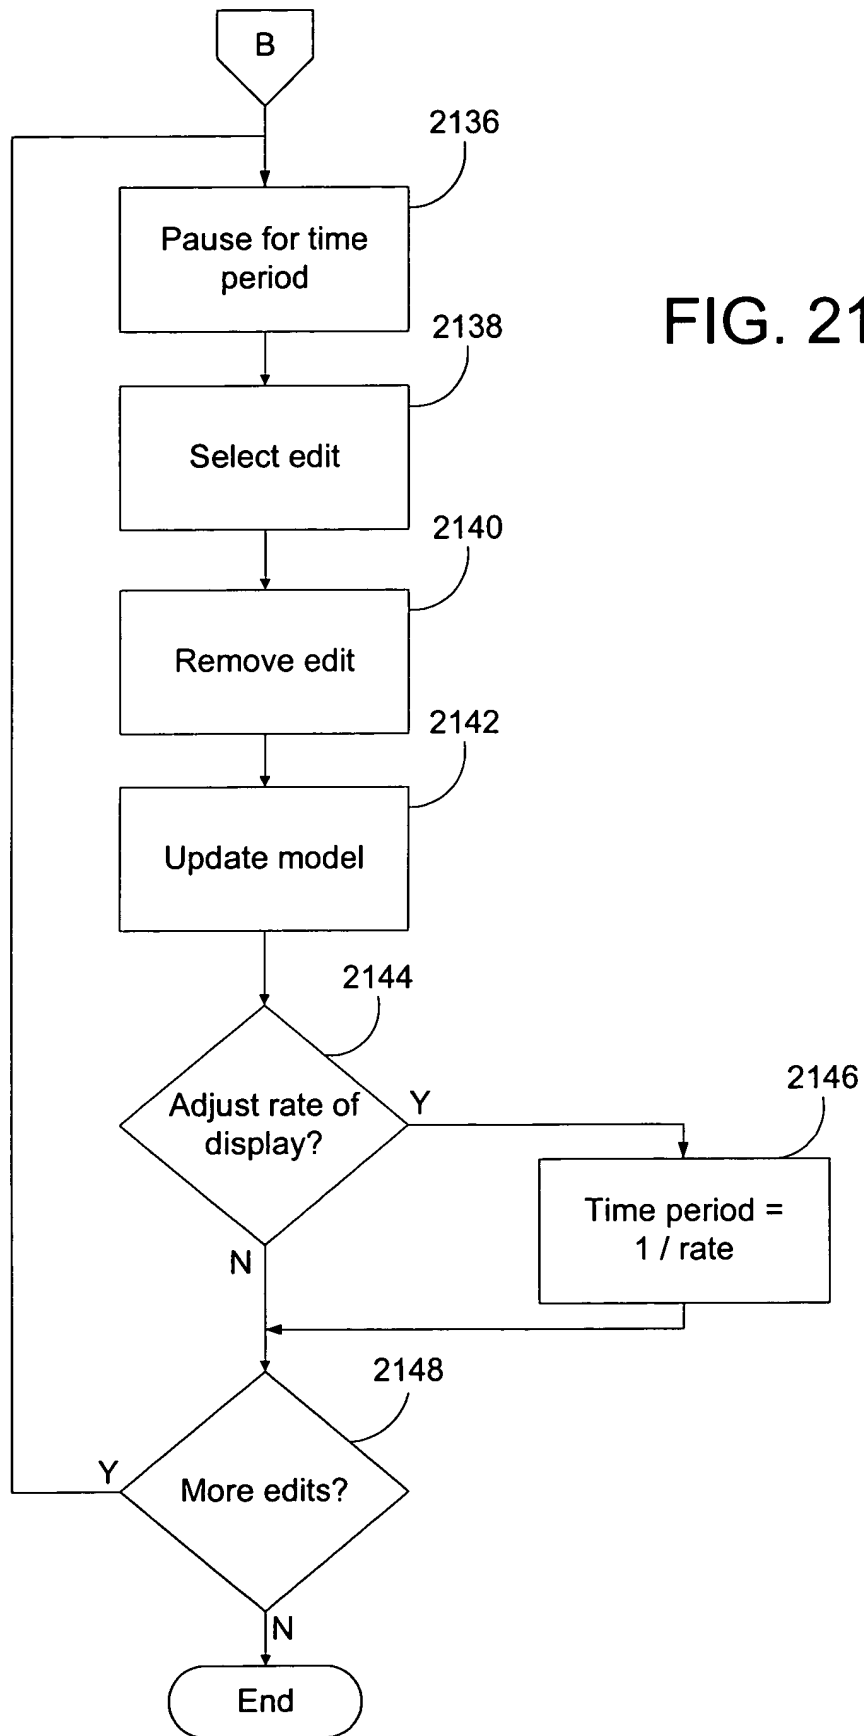 B
2136
Pause for time
period
FIG. 21
2138
Select edit
2140
Remove edit
2142
Update model
2144
Adjust rate of
display?
Y
2146
Time period =
1 / rate
N
2148
More edits?
Y
N
End